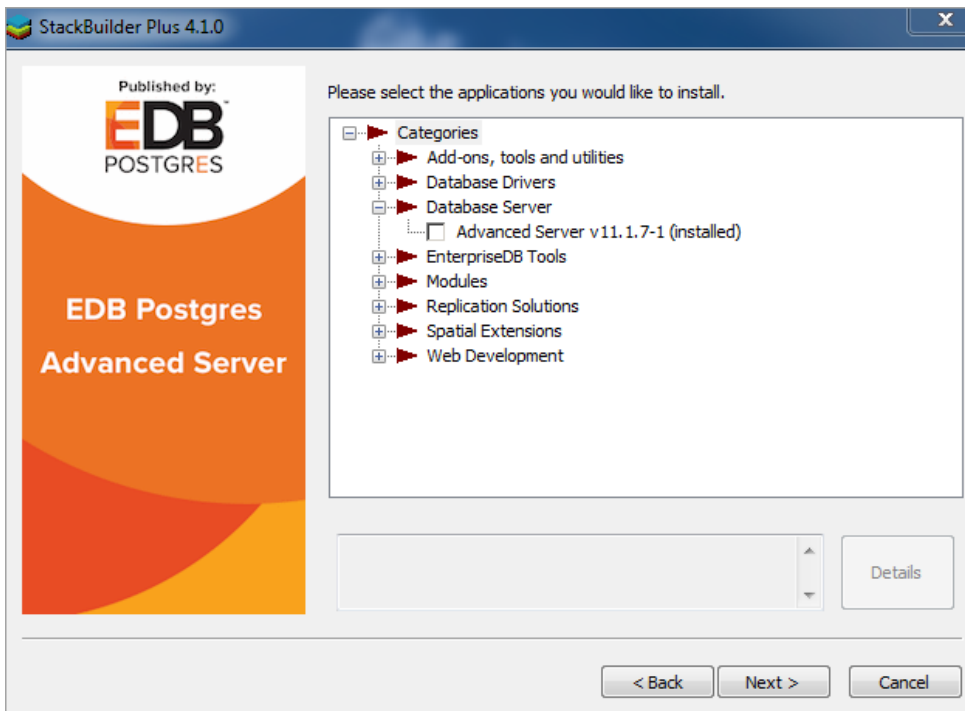 StackBuilder Plus 4.1.0
Published by:
EDB™
POSTGRES
EDB Postgres
Advanced Server
Please select the applications you would like to install.
Categories
Add-ons, tools and utilities
Database Drivers
Database Server
Advanced Server v11.1.7-1 (installed)
EnterpriseDB Tools
Modules
Replication Solutions
Spatial Extensions
Web Development
Details
< Back
Next >
Cancel